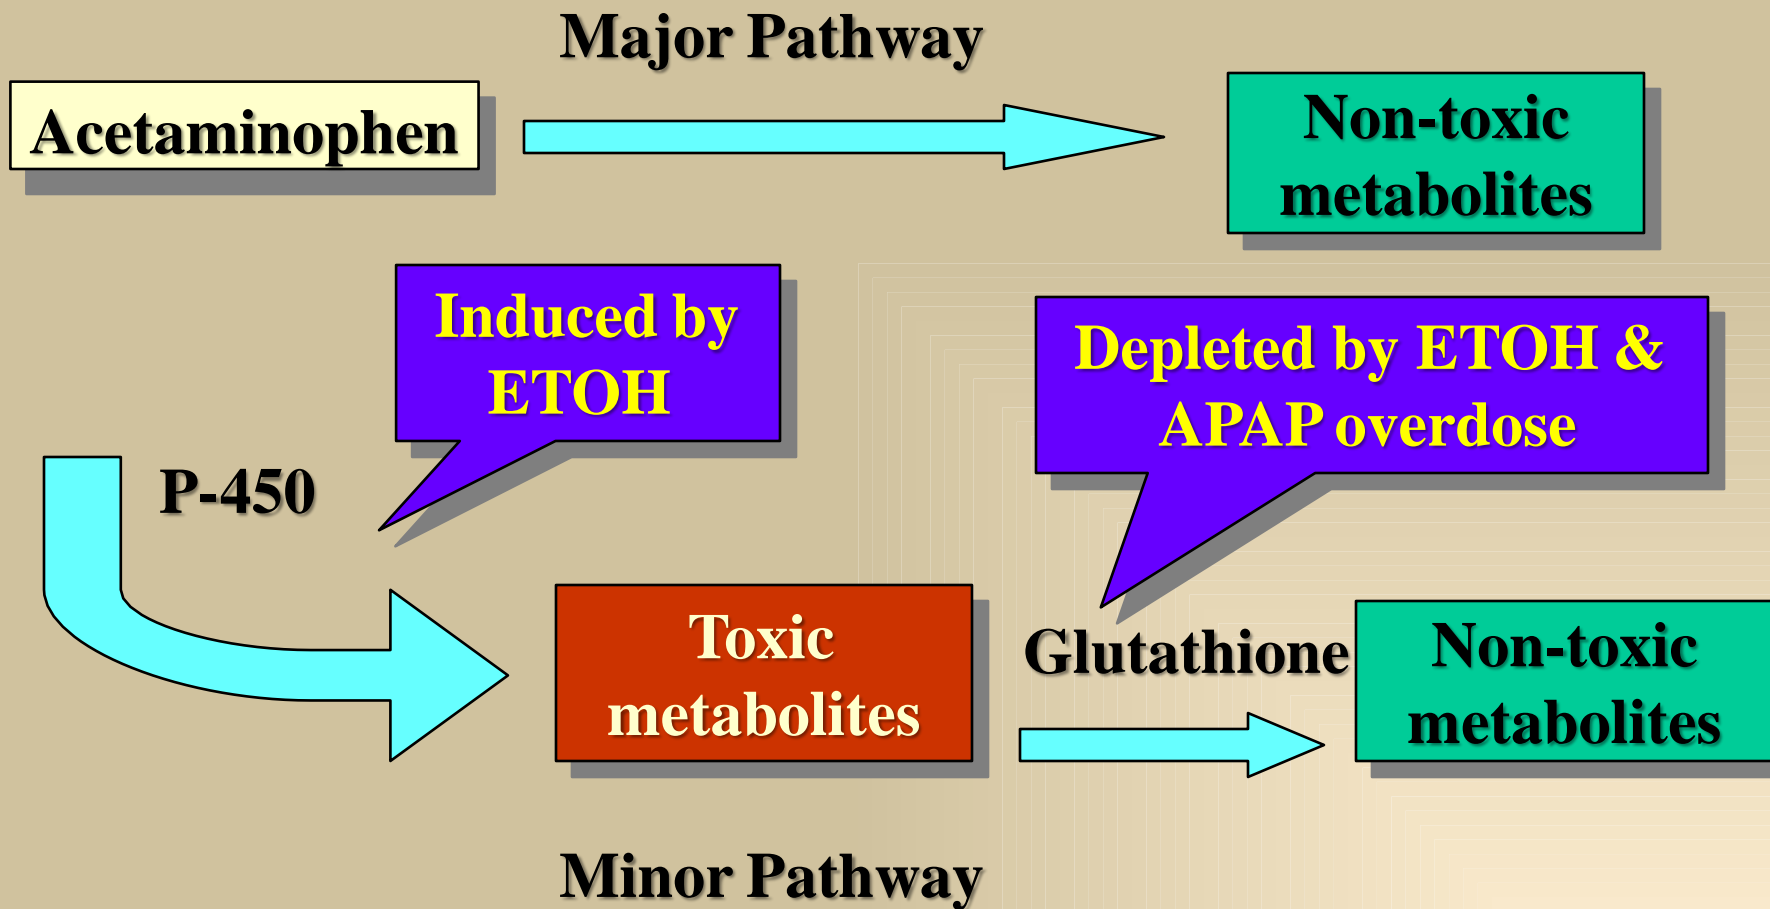 Major Pathway
Acetaminophen
Non-toxic
metabolites
Induced by
ETOH
Depleted by ETOH &
APAP overdose
P-450
Toxic
metabolites
Glutathione
Non-toxic
metabolites
Minor Pathway